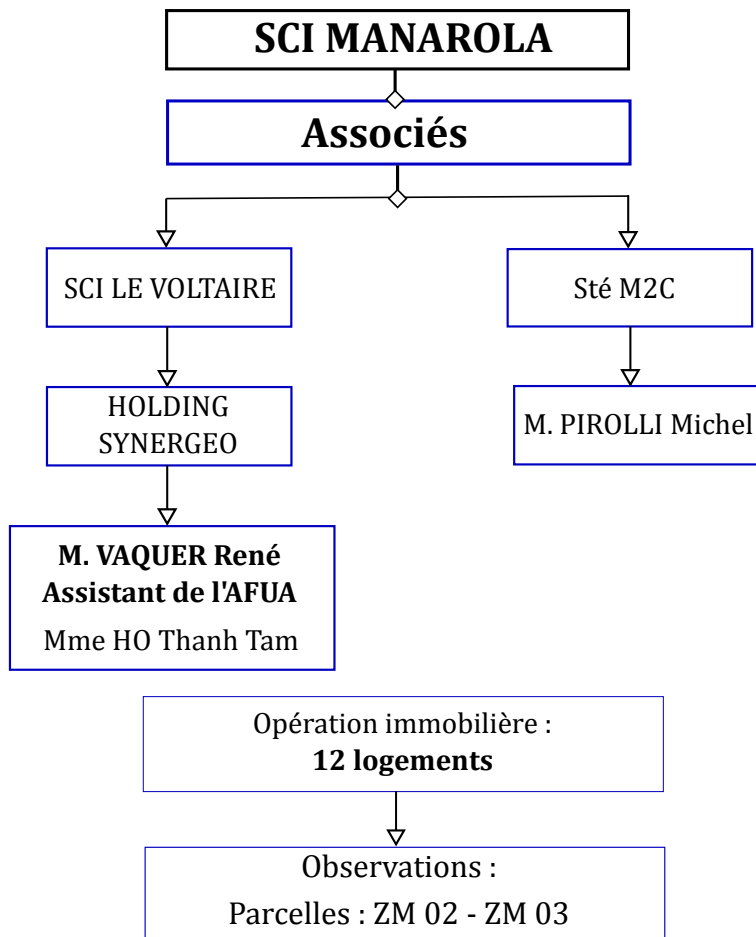 SCI MANAROLA
Associés
SCI LE VOLTAIRE
Sté M2C
HOLDING
SYNERGEO
M. PIROLLI Michel
M. VAQUER René
Assistant de l'AFUA
Mme HO Thanh Tam
Opération immobilière :
12 logements
Observations :
Parcelles : ZM 02 - ZM 03